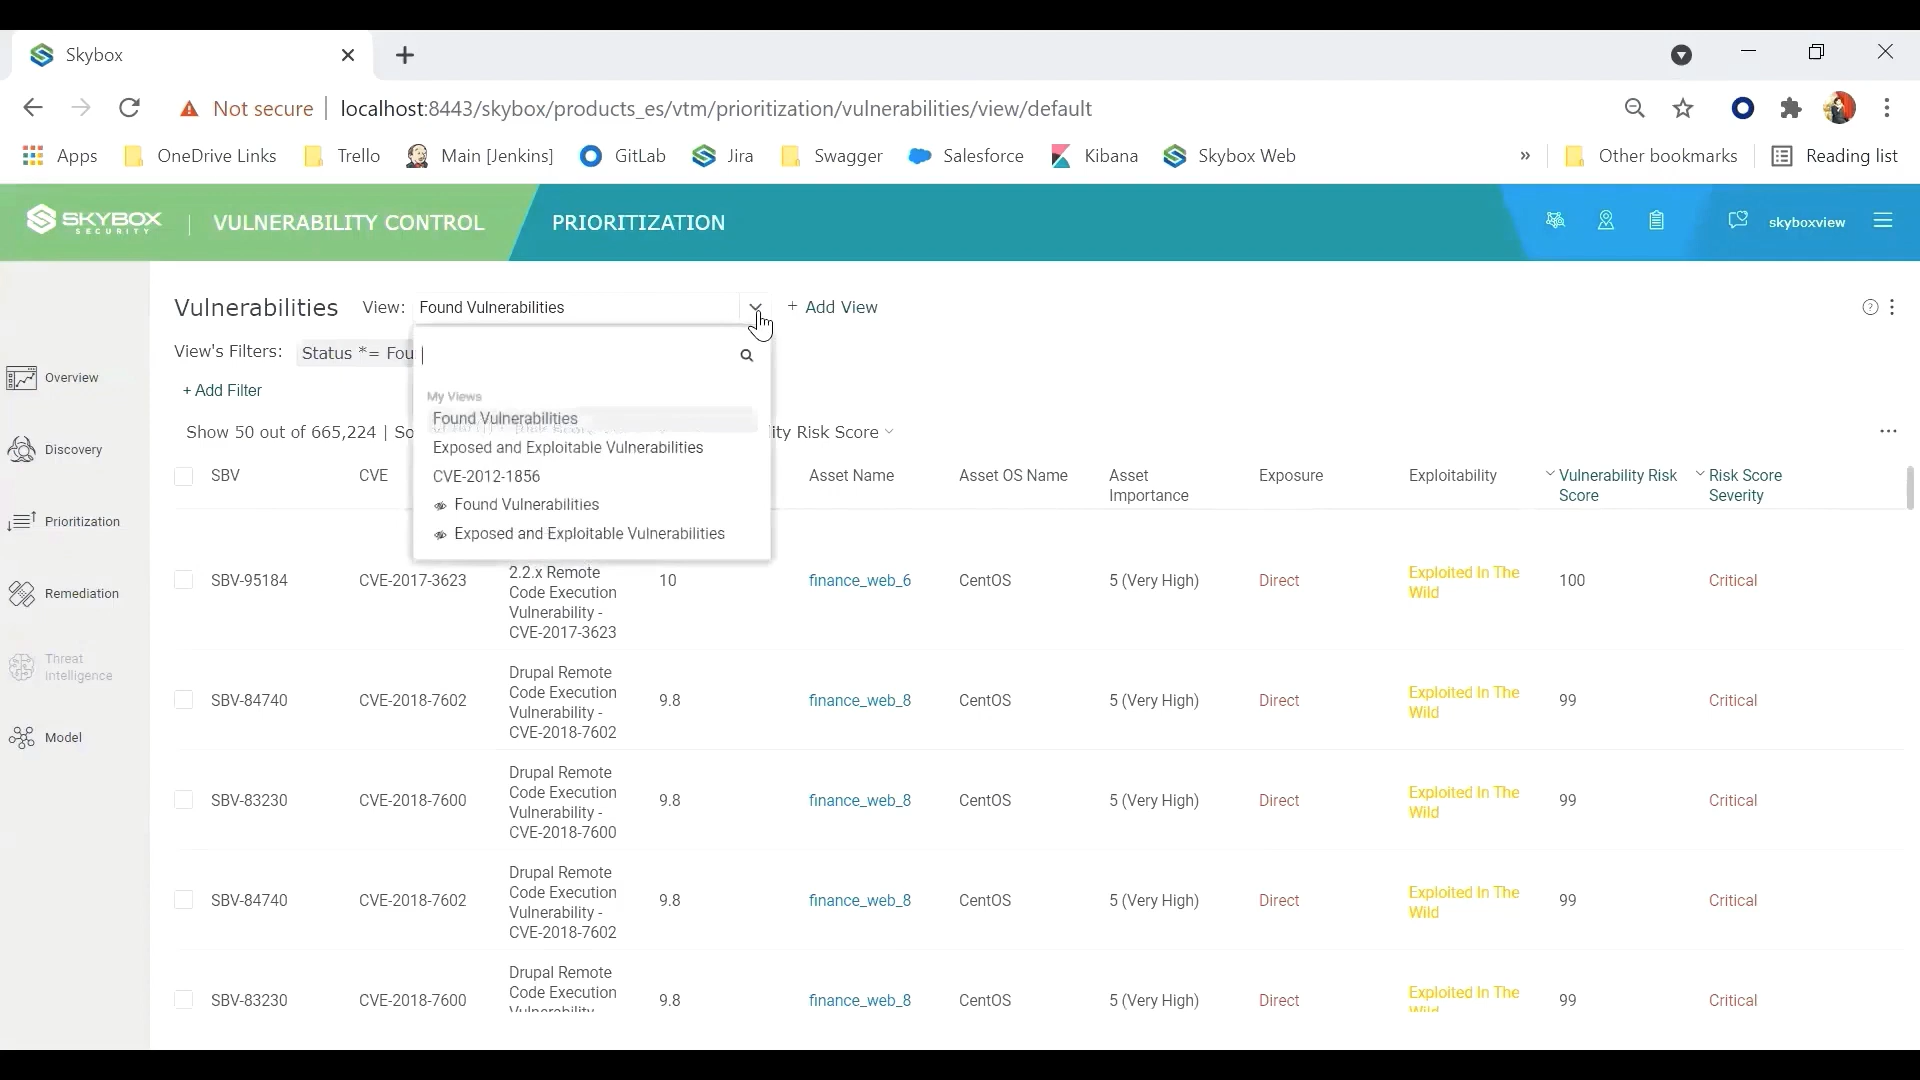 Skybox
Not secure localhost:8443/skybox/products_es/vtm/prioritization/vulnerabilities/view/default
Apps OneDrive Links Trello Main [Jenkins] GitLab Jira Swagger Salesforce Kibana Skybox Web » Other bookmarks Reading list
SKYBOX SECURITY | VULNERABILITY CONTROL PRIORITIZATION skyboxview
Vulnerabilities View: Found Vulnerabilities + Add View
View's Filters: Status *= Fou
+ Add Filter
My Views
Found Vulnerabilities
Exposed and Exploitable Vulnerabilities
CVE-2012-1856
Found Vulnerabilities
Exposed and Exploitable Vulnerabilities
Show 50 out of 665,224 | So ity Risk Score
SBV CVE Asset Name Asset OS Name Asset Importance Exposure Exploitability Vulnerability Risk Score Risk Score Severity
SBV-95184 CVE-2017-3623 2.2.x Remote Code Execution Vulnerability - CVE-2017-3623 10 finance_web_6 CentOS 5 (Very High) Direct Exploited In The Wild 100 Critical
SBV-84740 CVE-2018-7602 Drupal Remote Code Execution Vulnerability - CVE-2018-7602 9.8 finance_web_8 CentOS 5 (Very High) Direct Exploited In The Wild 99 Critical
SBV-83230 CVE-2018-7600 Drupal Remote Code Execution Vulnerability - CVE-2018-7600 9.8 finance_web_8 CentOS 5 (Very High) Direct Exploited In The Wild 99 Critical
SBV-84740 CVE-2018-7602 Drupal Remote Code Execution Vulnerability - CVE-2018-7602 9.8 finance_web_8 CentOS 5 (Very High) Direct Exploited In The Wild 99 Critical
SBV-83230 CVE-2018-7600 Drupal Remote Code Execution Vulnerability 9.8 finance_web_8 CentOS 5 (Very High) Direct Exploited In The Wild 99 Critical
Overview
Discovery
Prioritization
Remediation
Threat Intelligence
Model